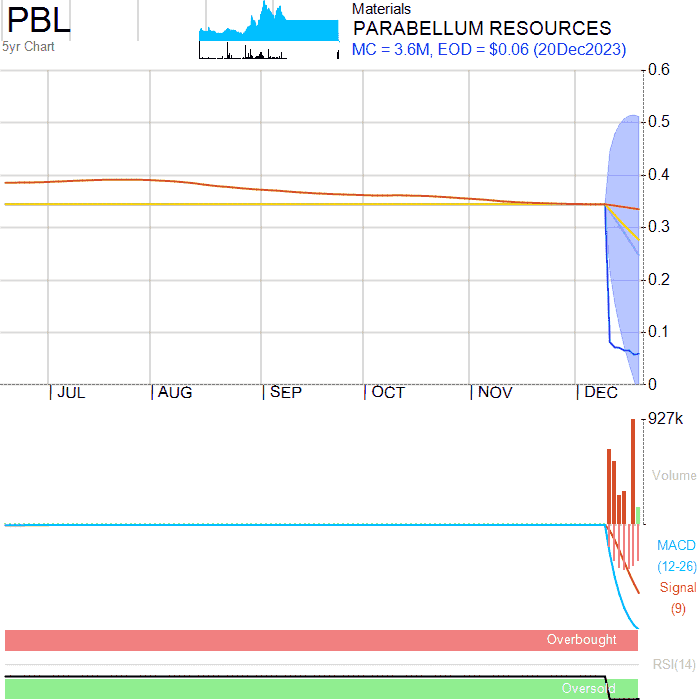 PBL
5yr Chart
Materials
PARABELLUM RESOURCES
MC = 3.6M, EOD = $0.06 (20Dec2023)
0.6
0.5
0.4
0.3
0.2
0.1
0
JUL AUG SEP OCT NOV DEC
927k
Volume
MACD
(12-26)
Signal
(9)
Overbought
RSI(14)
Oversold